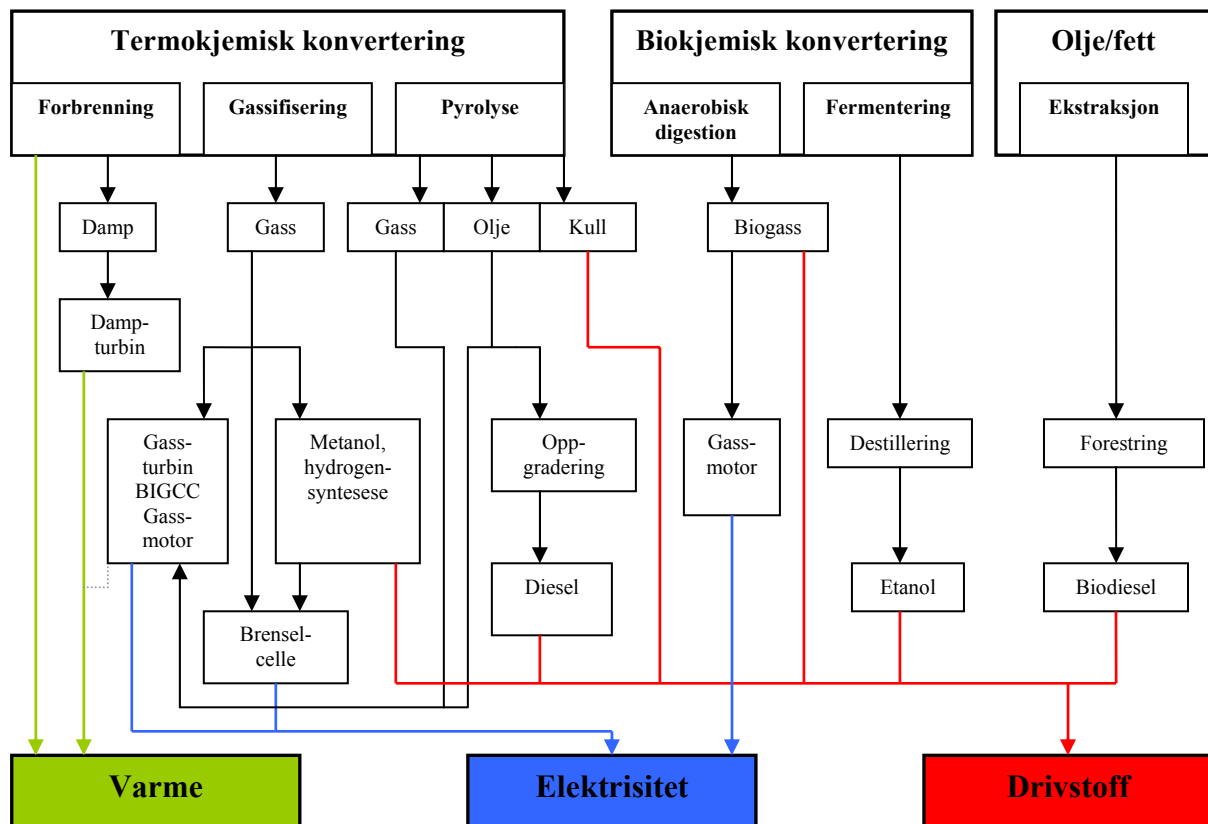 Termokjemisk konvertering
Biokjemisk konvertering
Olje/fett
Forbrenning
Gassifisering
Pyrolyse
Anaerobisk
digestion
Fermentering
Ekstraksjon
Damp
Gass
Gass
Olje
Kull
Biogass
Damp-
turbin
Gass-
turbin
BIGCC
Gass-
motor
Metanol,
hydrogen-
syntesese
Opp-
gradering
Gass-
motor
Destillering
Forestring
Diesel
Etanol
Biodiesel
Brensel-
celle
Varme
Elektrisitet
Drivstoff